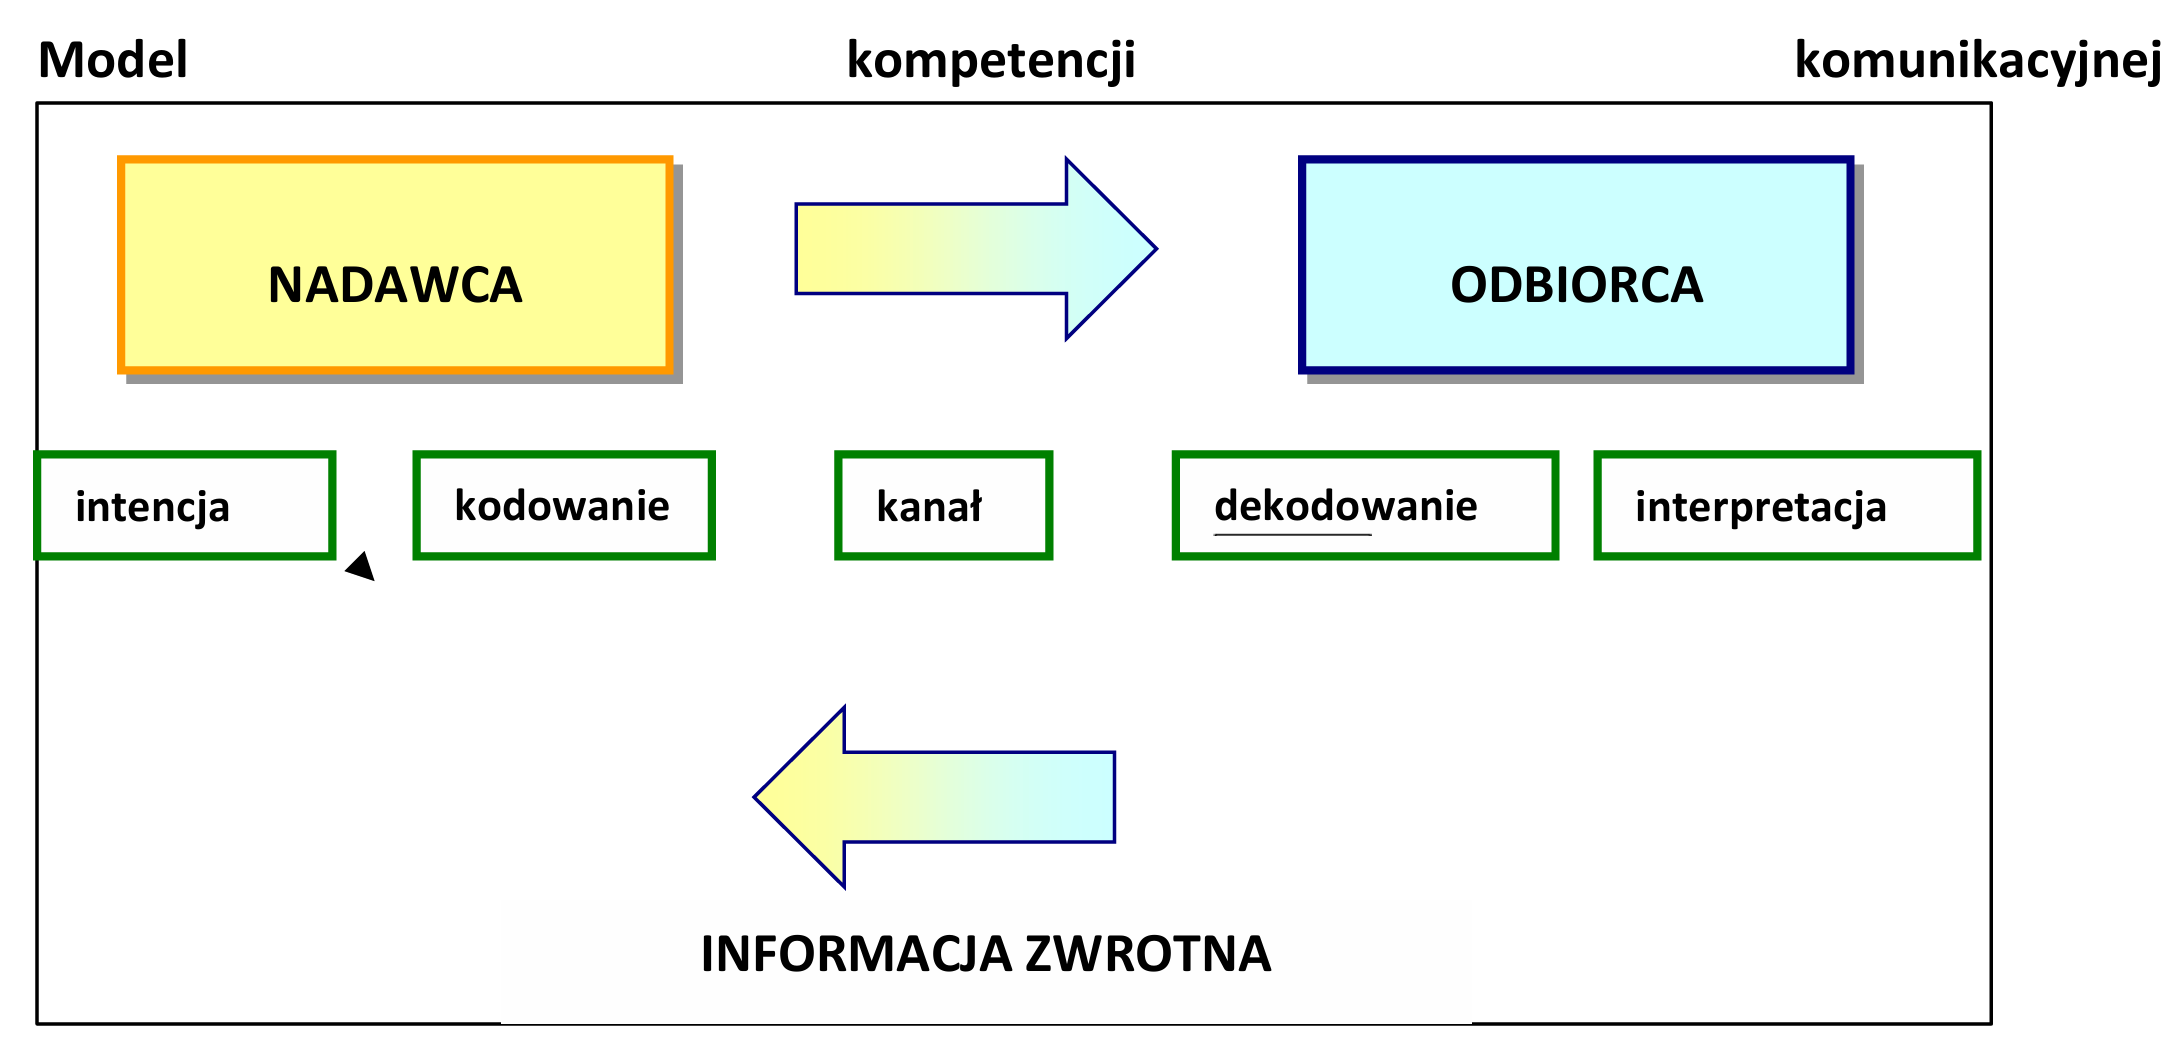 Model kompetencji komunikacyjnej
NADAWCA
ODBIORCA
intencja
kodowanie
kanał
dekodowanie
interpretacja
INFORMACJA ZWROTNA